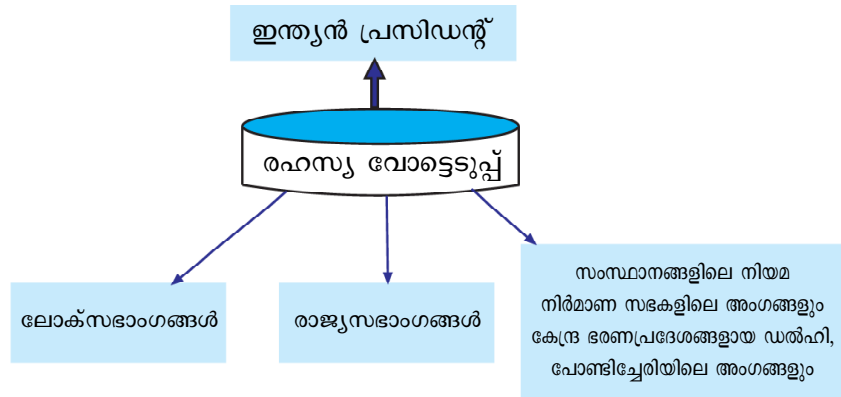 ഇന്ത്യൻ പ്രസിഡന്റ്
രഹസ്യ വോട്ടെടുപ്പ്
ലോക്സഭാംഗങ്ങൾ
രാജ്യസഭാംഗങ്ങൾ
സംസ്ഥാനങ്ങളിലെ നിയമ
നിർമാണ സഭകളിലെ അംഗങ്ങളും
കേന്ദ്ര ഭരണപ്രദേശങ്ങളായ ഡൽഹി,
പോണ്ടിച്ചേരിയിലെ അംഗങ്ങളും